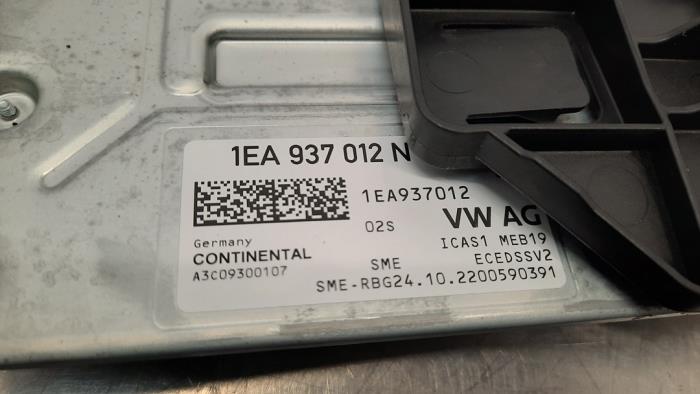 1EA 937 012 N
1EA937012
02S VW AG
Germany ICAS1 MEB19
CONTINENTAL SME ECEDSSV2
A3C09300107
SME-RBG24.10.2200590391